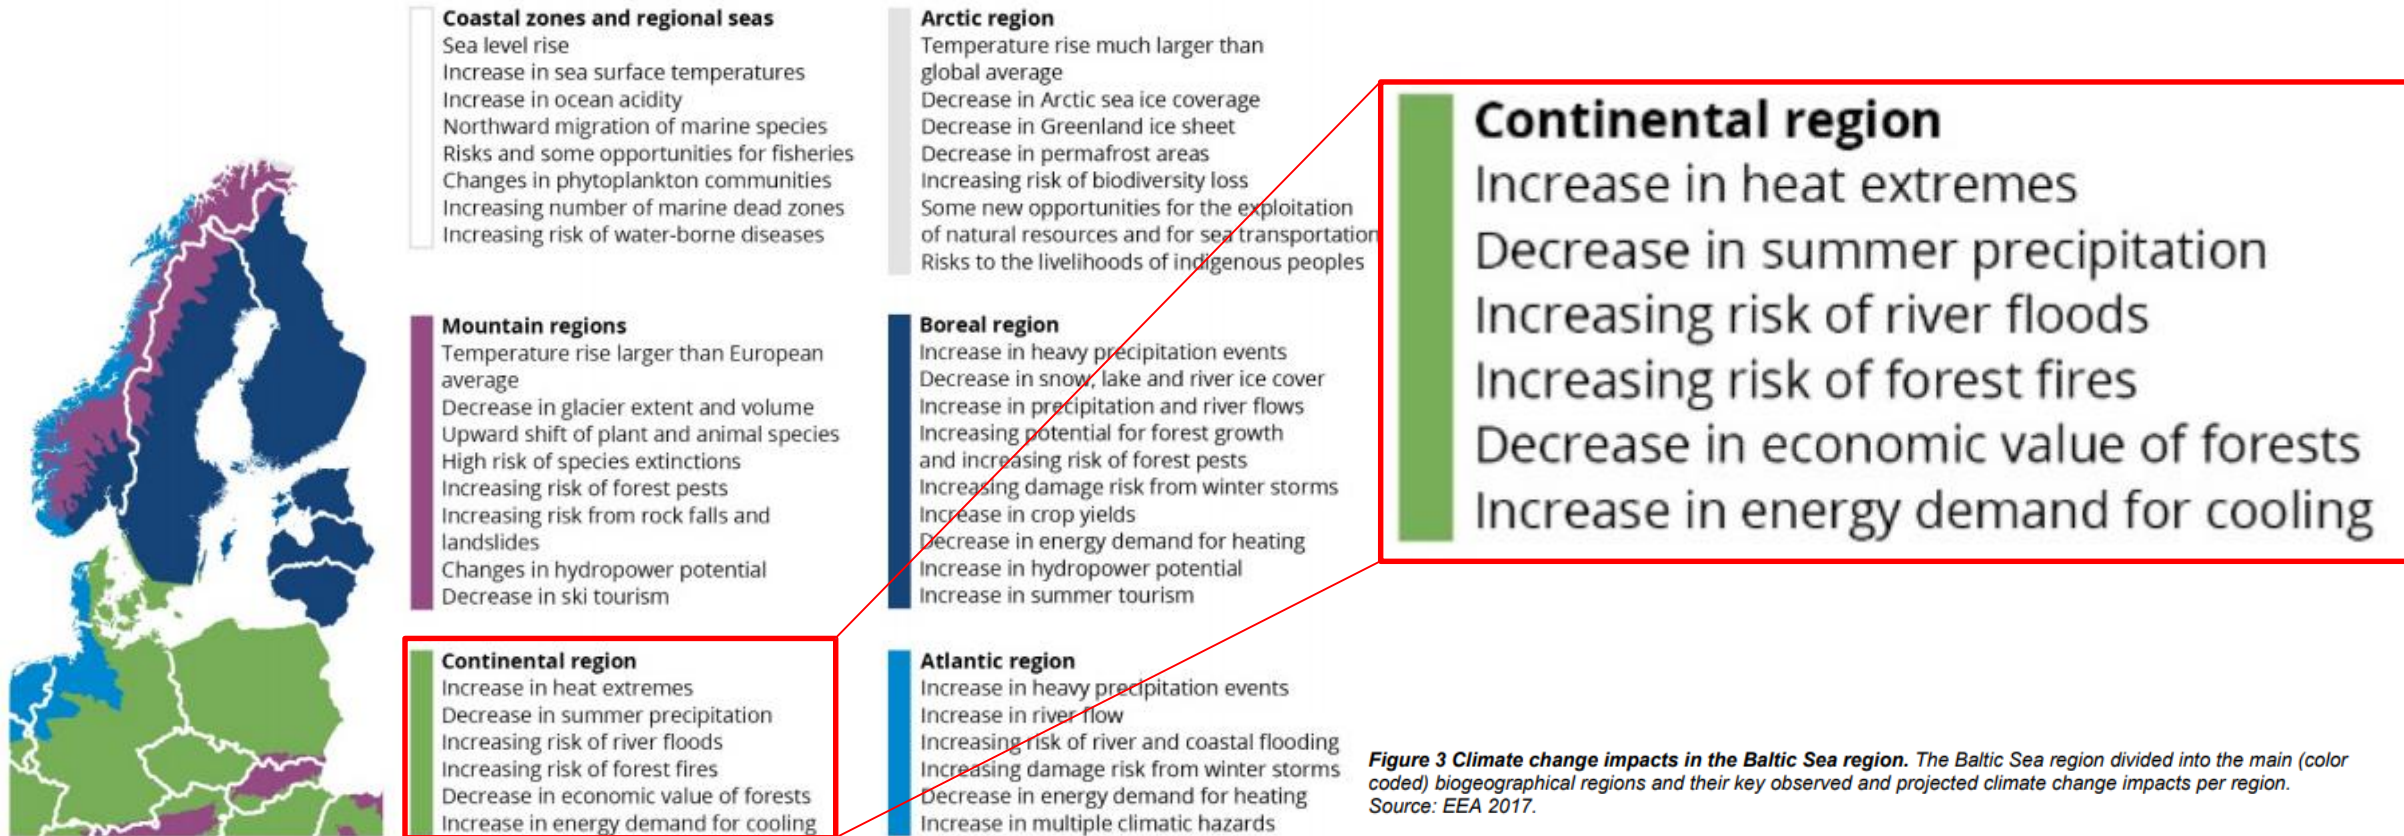 Coastal zones and regional seas
Sea level rise
Increase in sea surface temperatures
Increase in ocean acidity
Northward migration of marine species
Risks and some opportunities for fisheries
Changes in phytoplankton communities
Increasing number of marine dead zones
Increasing risk of water-borne diseases
Arctic region
Temperature rise much larger than
global average
Decrease in Arctic sea ice coverage
Decrease in Greenland ice sheet
Decrease in permafrost areas
Increasing risk of biodiversity loss
Some new opportunities for the exploitation
of natural resources and for sea transportation
Risks to the livelihoods of indigenous peoples
Mountain regions
Temperature rise larger than European
average
Decrease in glacier extent and volume
Upward shift of plant and animal species
High risk of species extinctions
Increasing risk of forest pests
Increasing risk from rock falls and
landslides
Changes in hydropower potential
Decrease in ski tourism
Boreal region
Increase in heavy precipitation events
Decrease in snow, lake and river ice cover
Increase in precipitation and river flows
Increasing potential for forest growth
and increasing risk of forest pests
Increasing damage risk from winter storms
Increase in crop yields
Decrease in energy demand for heating
Increase in hydropower potential
Increase in summer tourism
Continental region
Increase in heat extremes
Decrease in summer precipitation
Increasing risk of river floods
Increasing risk of forest fires
Decrease in economic value of forests
Increase in energy demand for cooling
Atlantic region
Increase in heavy precipitation events
Increase in river flow
Increasing risk of river and coastal flooding
Increasing damage risk from winter storms
Decrease in energy demand for heating
Increase in multiple climatic hazards
Continental region
Increase in heat extremes
Decrease in summer precipitation
Increasing risk of river floods
Increasing risk of forest fires
Decrease in economic value of forests
Increase in energy demand for cooling
Figure 3 Climate change impacts in the Baltic Sea region. The Baltic Sea region divided into the main (color
coded) biogeographical regions and their key observed and projected climate change impacts per region.
Source: EEA 2017.